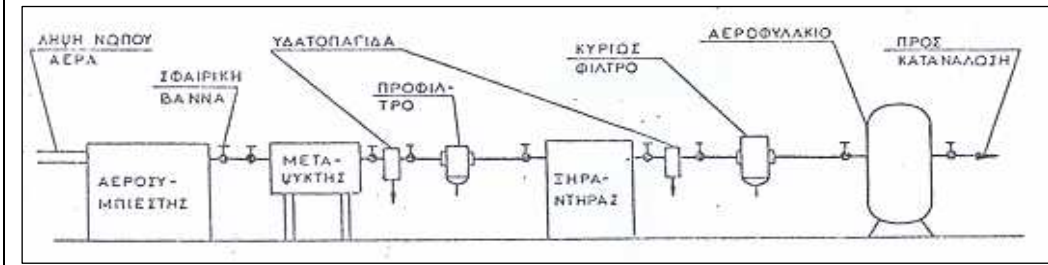 ΛΗΨΗ ΝΩΠΟΥ
ΑΕΡΑ
ΣΦΑΙΡΙΚΗ
ΒΑΝΝΑ
ΥΔΑΤΟΠΑΓΙΔΑ
ΠΡΟΦΙΛ-
ΤΡΟ
ΚΥΡΙΩΣ
ΦΙΛΤΡΟ
ΑΕΡΟΦΥΛΑΚΙΟ
ΠΡΟΣ
ΚΑΤΑΝΑΛΩΣΗ
ΑΕΡΟΣΥ-
ΜΠΙΕΣΤΗΣ
ΜΕΤΑ-
ΨΥΚΤΗΣ
ΞΗΡΑ-
ΝΤΗΡΑΣ